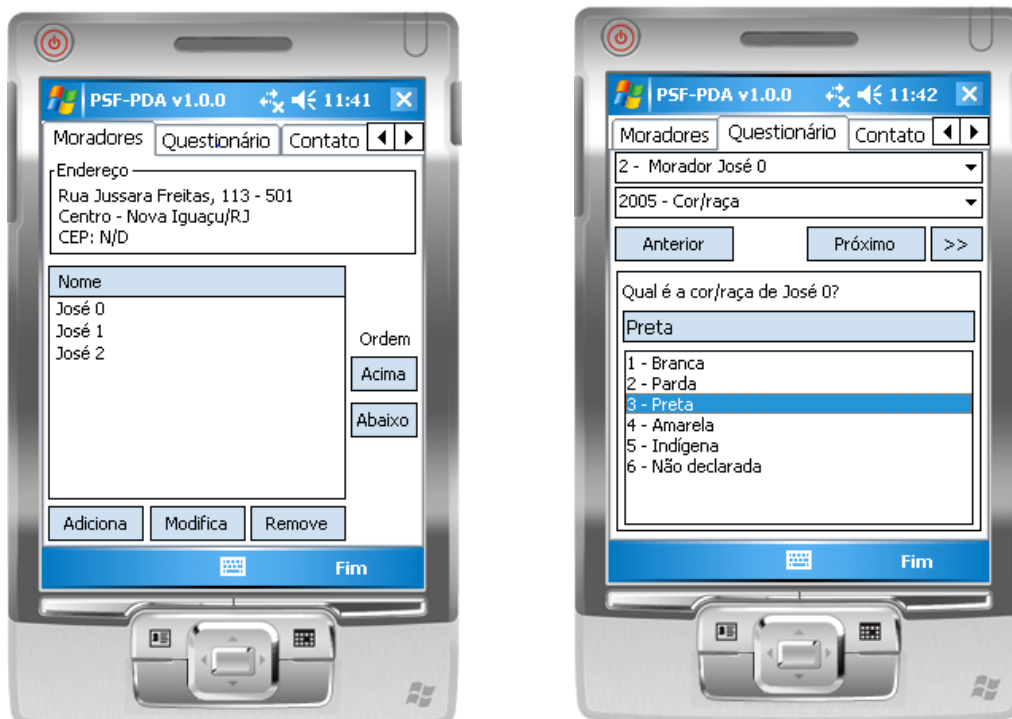 PSF-PDA v1.0.0 11:41
Moradores Questionário Contato
Endereço
Rua Jussara Freitas, 113 - 501
Centro - Nova Iguaçu/RJ
CEP: N/D
Nome
José 0
José 1
José 2
Ordem
Acima
Abaixo
Adiciona Modifica Remove
Fim
PSF-PDA v1.0.0 11:42
Moradores Questionário Contato
2 - Morador José 0
2005 - Cor/raça
Anterior Próximo >>
Qual é a cor/raça de José 0?
Preta
1 - Branca
2 - Parda
3 - Preta
4 - Amarela
5 - Indígena
6 - Não declarada
Fim